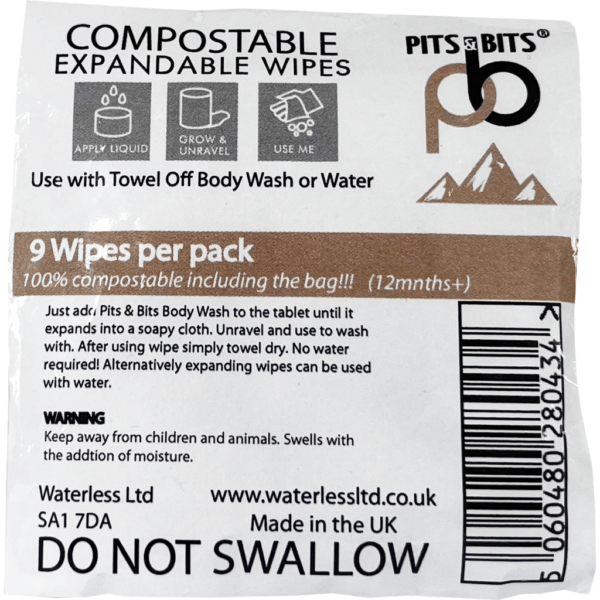 COMPOSTABLE
EXPANDABLE WIPES
PITS & BITS®
pb
APPLY LIQUID
GROW &
UNRAVEL
USE ME
Use with Towel Off Body Wash or Water
9 Wipes per pack
100% compostable including the bag!!! (12mnths+)
Just add Pits & Bits Body Wash to the tablet until it
expands into a soapy cloth. Unravel and use to wash
with. After using wipe simply towel dry. No water
required! Alternatively expanding wipes can be used
with water.
WARNING
Keep away from children and animals. Swells with
the addtion of moisture.
Waterless Ltd
www.waterlessltd.co.uk
SA1 7DA
Made in the UK
DO NOT SWALLOW
5 060480 280434 >